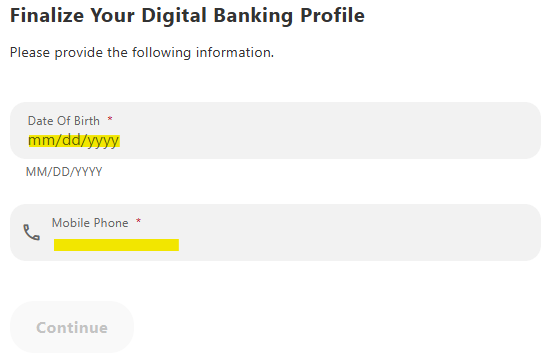 Finalize Your Digital Banking Profile
Please provide the following information.
Date Of Birth *
mm/dd/yyyy
MM/DD/YYYY
Mobile Phone *
Continue